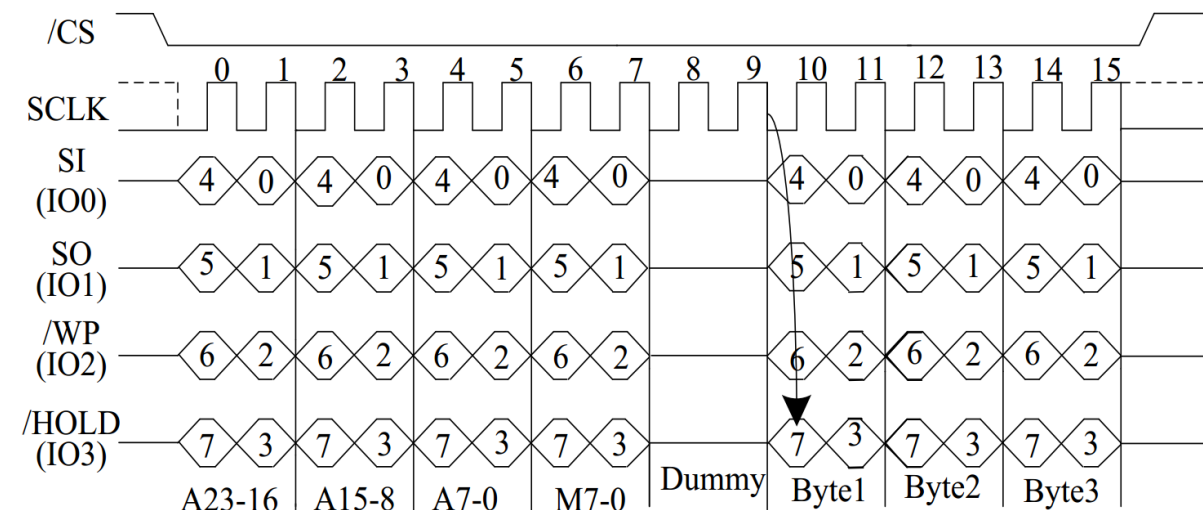 /CS
0 1 2 3 4 5 6 7 8 9 10 11 12 13 14 15
SCLK
SI
(IO0)
4 0 4 0 4 0 4 0 4 0 4 0 4 0
SO
(IO1)
5 1 5 1 5 1 5 1 5 1 5 1 5 1
/WP
(IO2)
6 2 6 2 6 2 6 2 6 2 6 2 6 2
/HOLD
(IO3)
7 3 7 3 7 3 7 3 7 3 7 3 7 3
A23-16 A15-8 A7-0 M7-0 Dummy Byte1 Byte2 Byte3